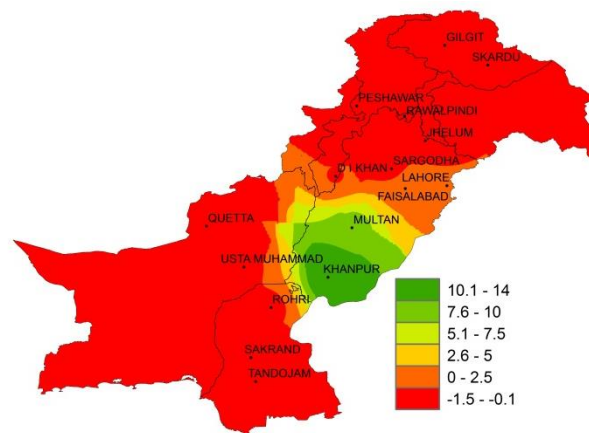 GILGIT
SKARDU
PESHAWAR
RAWALPINDI
JHELUM
D I KHAN
SARGODHA
LAHORE
FAISALABAD
QUETTA
MULTAN
USTA MUHAMMAD
KHANPUR
ROHRI
SAKRAND
TANDOJAM
10.1 - 14
7.6 - 10
5.1 - 7.5
2.6 - 5
0 - 2.5
-1.5 - -0.1